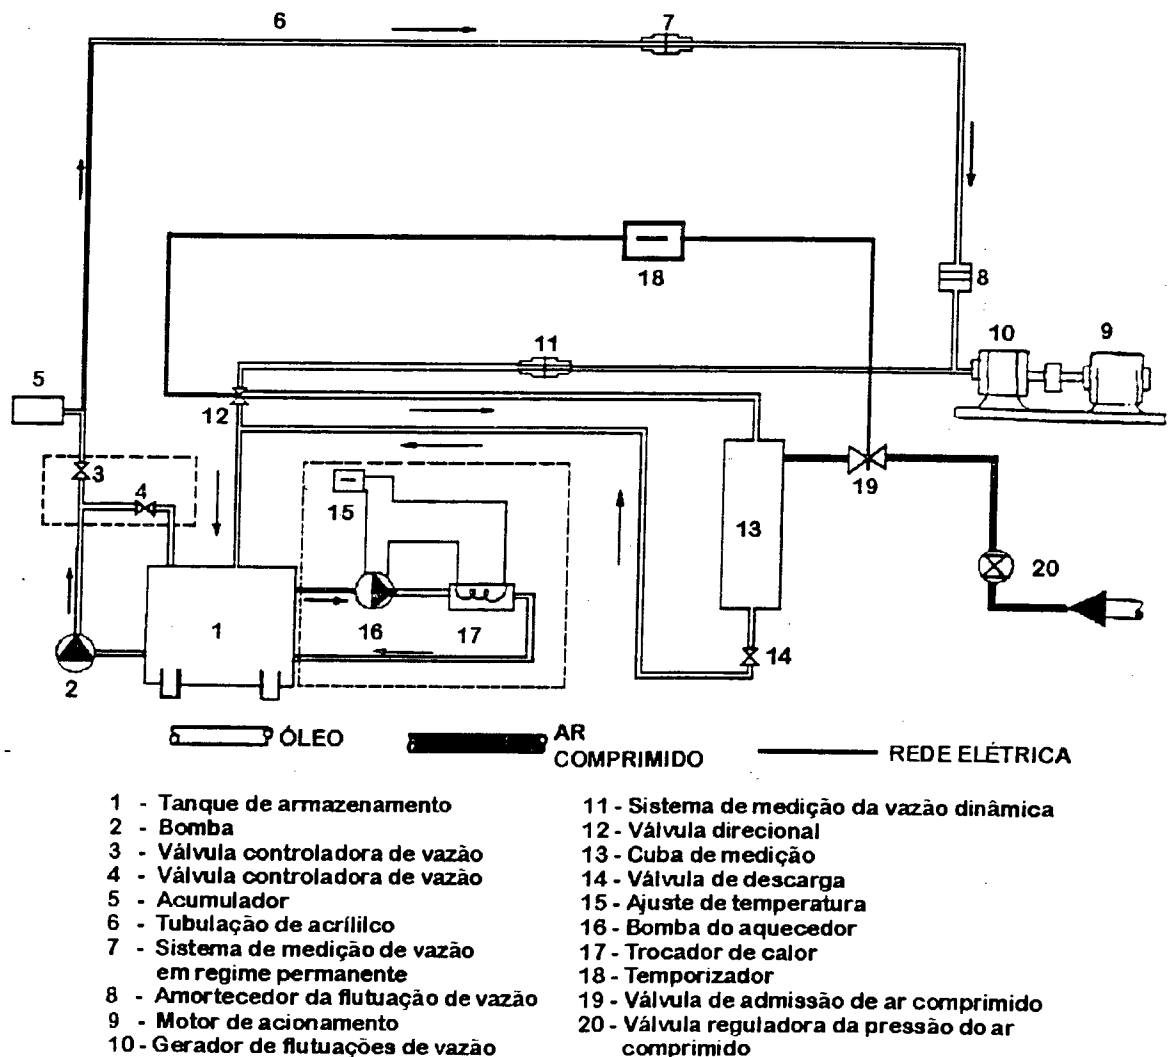 6
7
8
18
10
9
11
5
12
3
4
15
19
13
20
1
16
17
14
2
ÓLEO
AR
COMPRIMIDO
REDE ELÉTRICA
1 - Tanque de armazenamento
2 - Bomba
3 - Válvula controladora de vazão
4 - Válvula controladora de vazão
5 - Acumulador
6 - Tubulação de acrílilco
7 - Sistema de medição de vazão
em regime permanente
8 - Amortecedor da flutuação de vazão
9 - Motor de acionamento
10 - Gerador de flutuações de vazão
11 - Sistema de medição da vazão dinâmica
12 - Válvula direcional
13 - Cuba de medição
14 - Válvula de descarga
15 - Ajuste de temperatura
16 - Bomba do aquecedor
17 - Trocador de calor
18 - Temporizador
19 - Válvula de admissão de ar comprimido
20 - Válvula reguladora da pressão do ar
comprimido